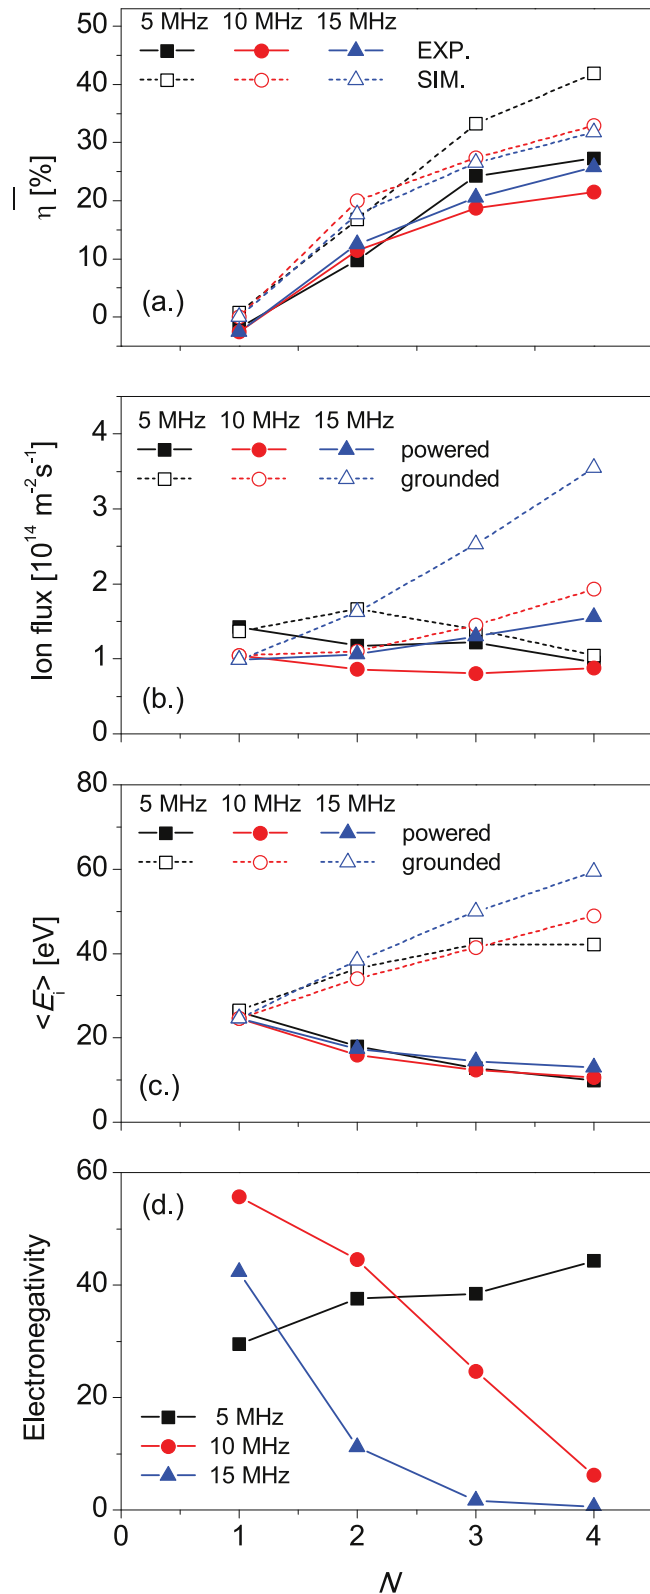 50
40
30
20
10
0
η [%]
5 MHz 10 MHz 15 MHz
EXP.
SIM.
(a.)
4
3
2
1
0
Ion flux [10¹⁴ m⁻²s⁻¹]
5 MHz 10 MHz 15 MHz
powered
grounded
(b.)
80
60
40
20
0
<Eᵢ> [eV]
5 MHz 10 MHz 15 MHz
powered
grounded
(c.)
60
40
20
0
Electronegativity
(d.)
5 MHz
10 MHz
15 MHz
0 1 2 3 4
N